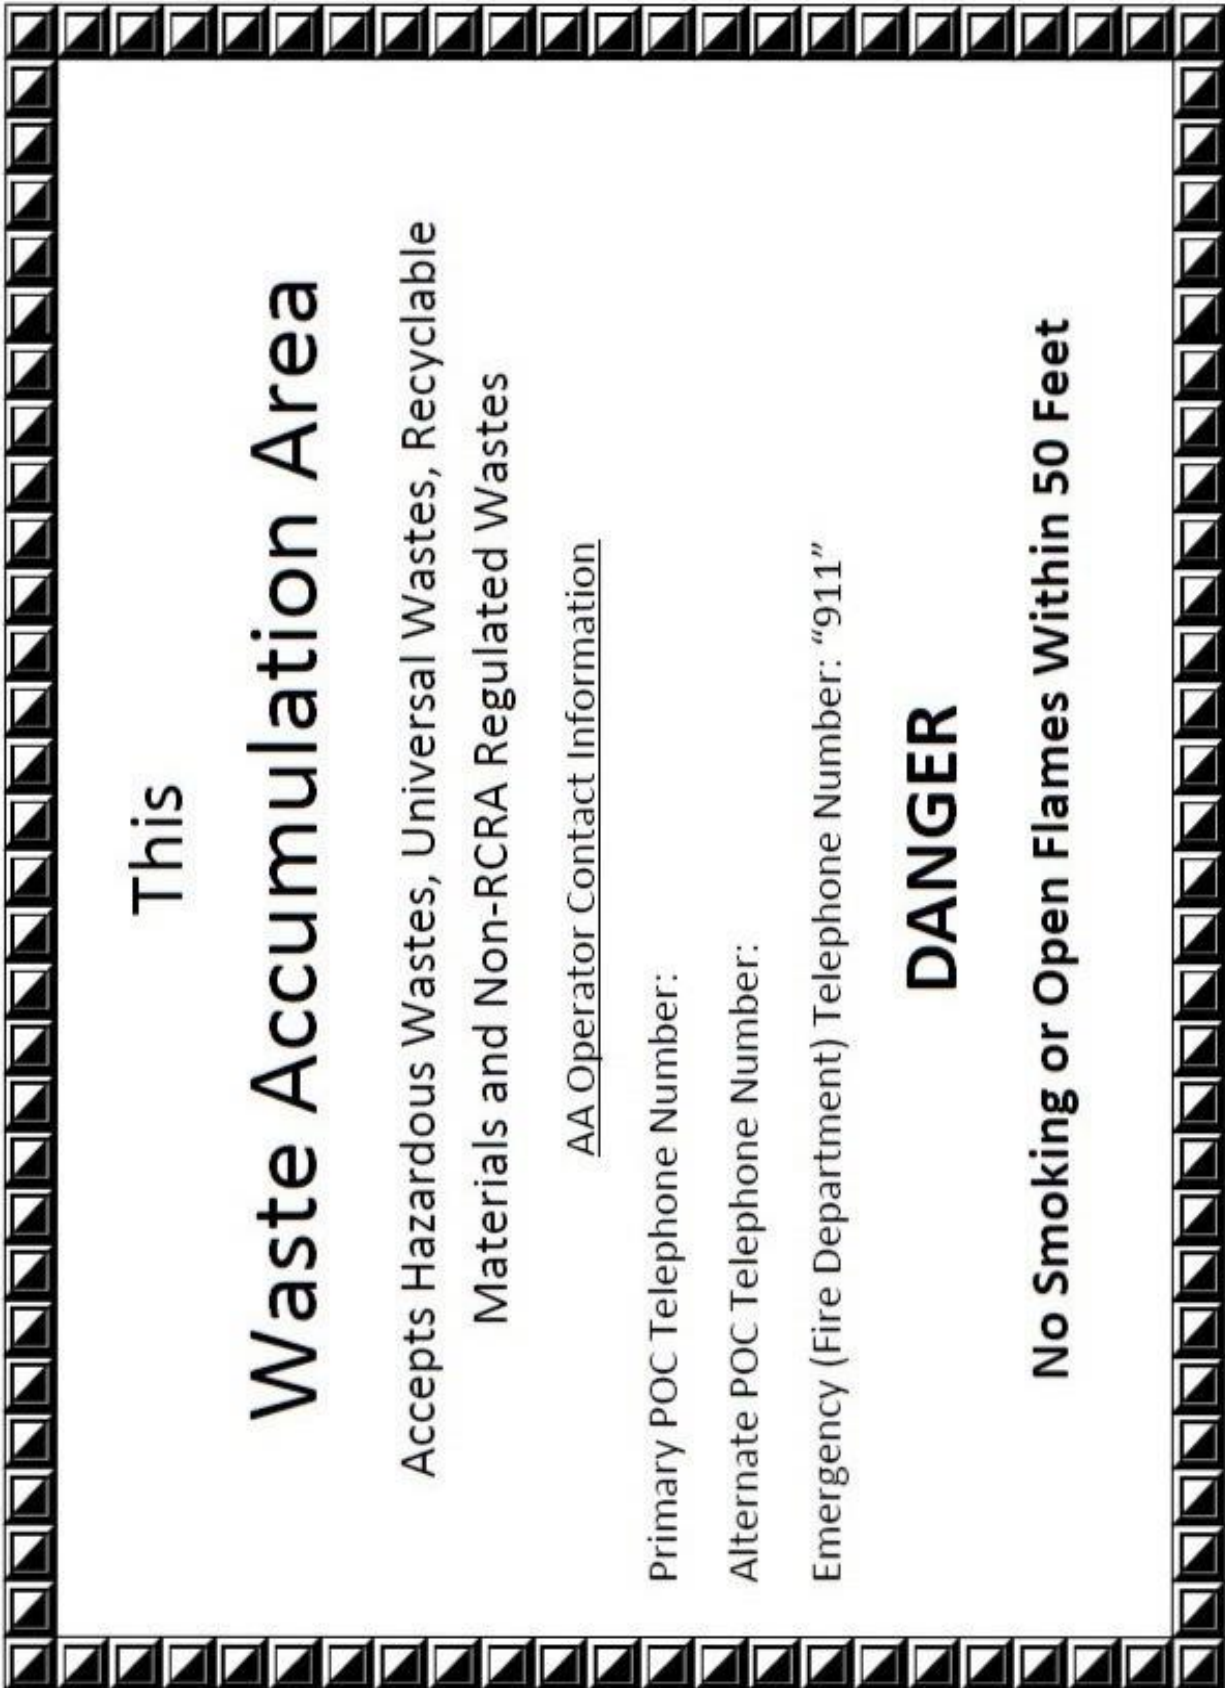 This
Waste Accumulation Area
Accepts Hazardous Wastes, Universal Wastes, Recyclable
Materials and Non-RCRA Regulated Wastes
AA Operator Contact Information
Primary POC Telephone Number:
Alternate POC Telephone Number:
Emergency (Fire Department) Telephone Number: “911”
DANGER
No Smoking or Open Flames Within 50 Feet